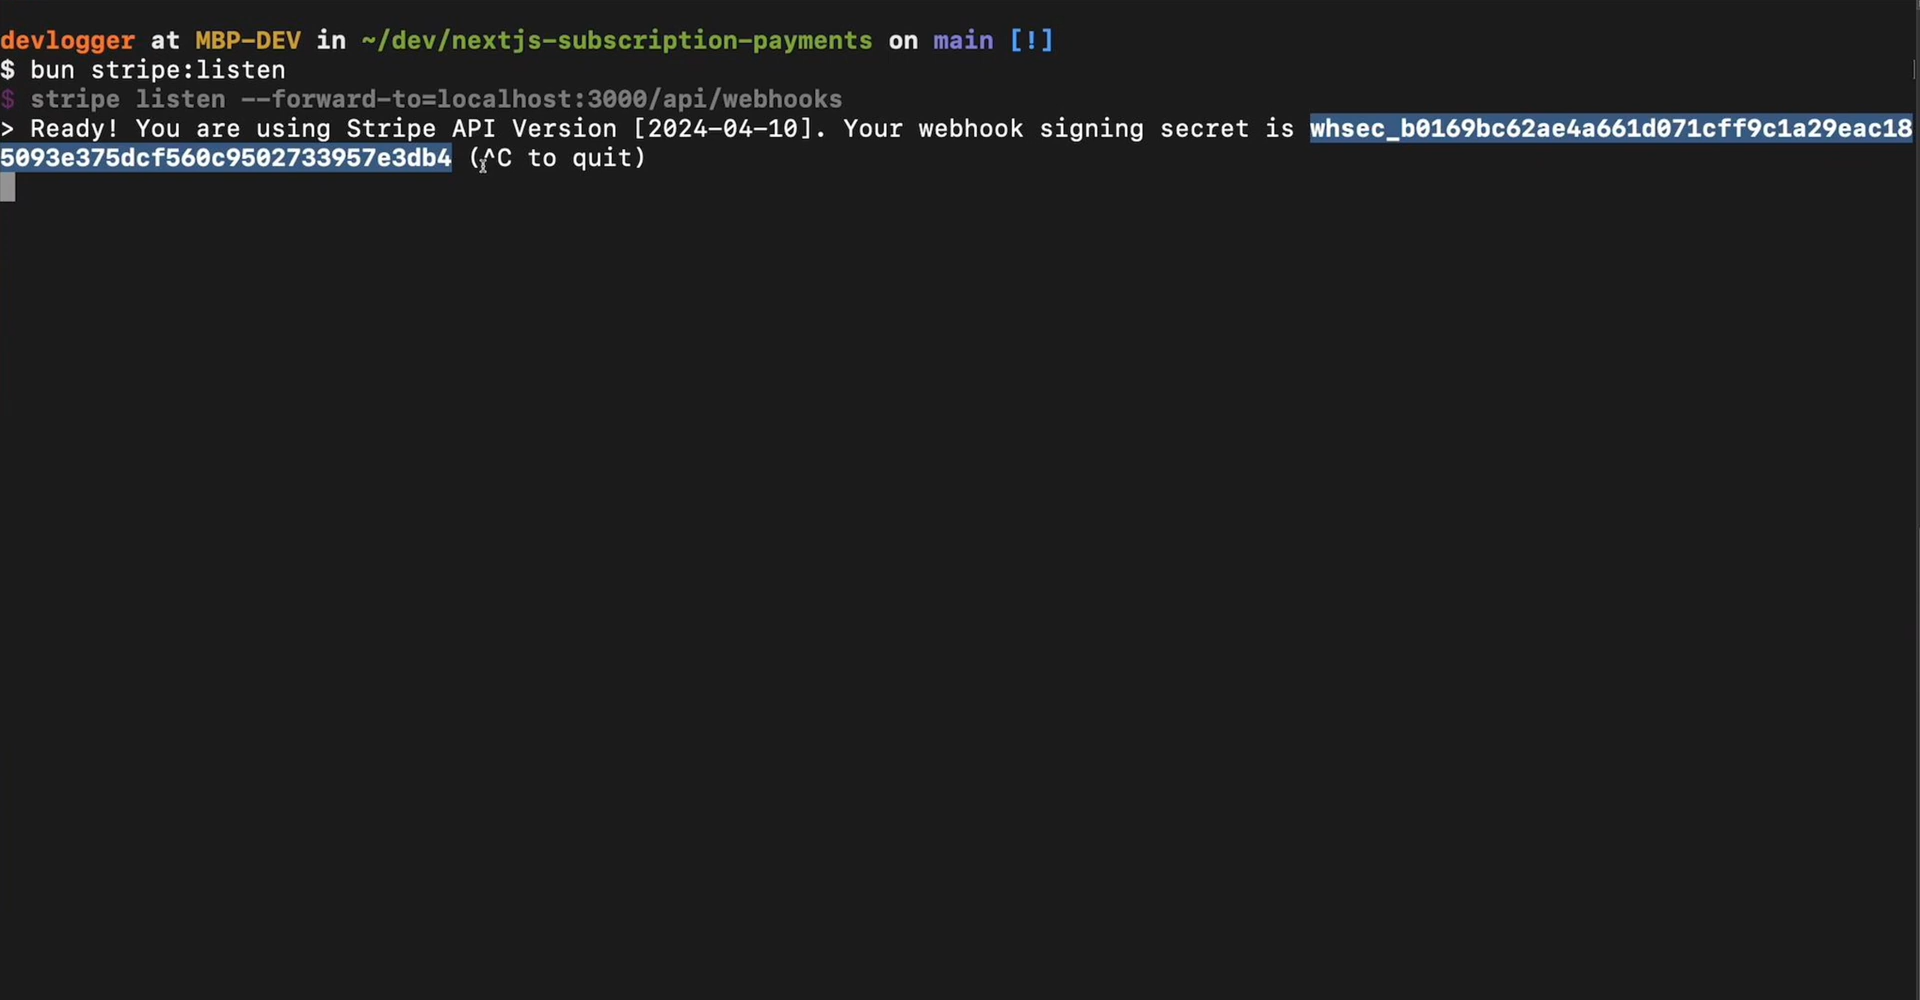 devlogger at MBP-DEV in ~/dev/nextjs-subscription-payments on main [!]
$ bun stripe:listen
$ stripe listen --forward-to=localhost:3000/api/webhooks
> Ready! You are using Stripe API Version [2024-04-10]. Your webhook signing secret is whsec_b0169bc62ae4a661d071cff9c1a29eac18
5093e375dcf560c9502733957e3db4 (^C to quit)